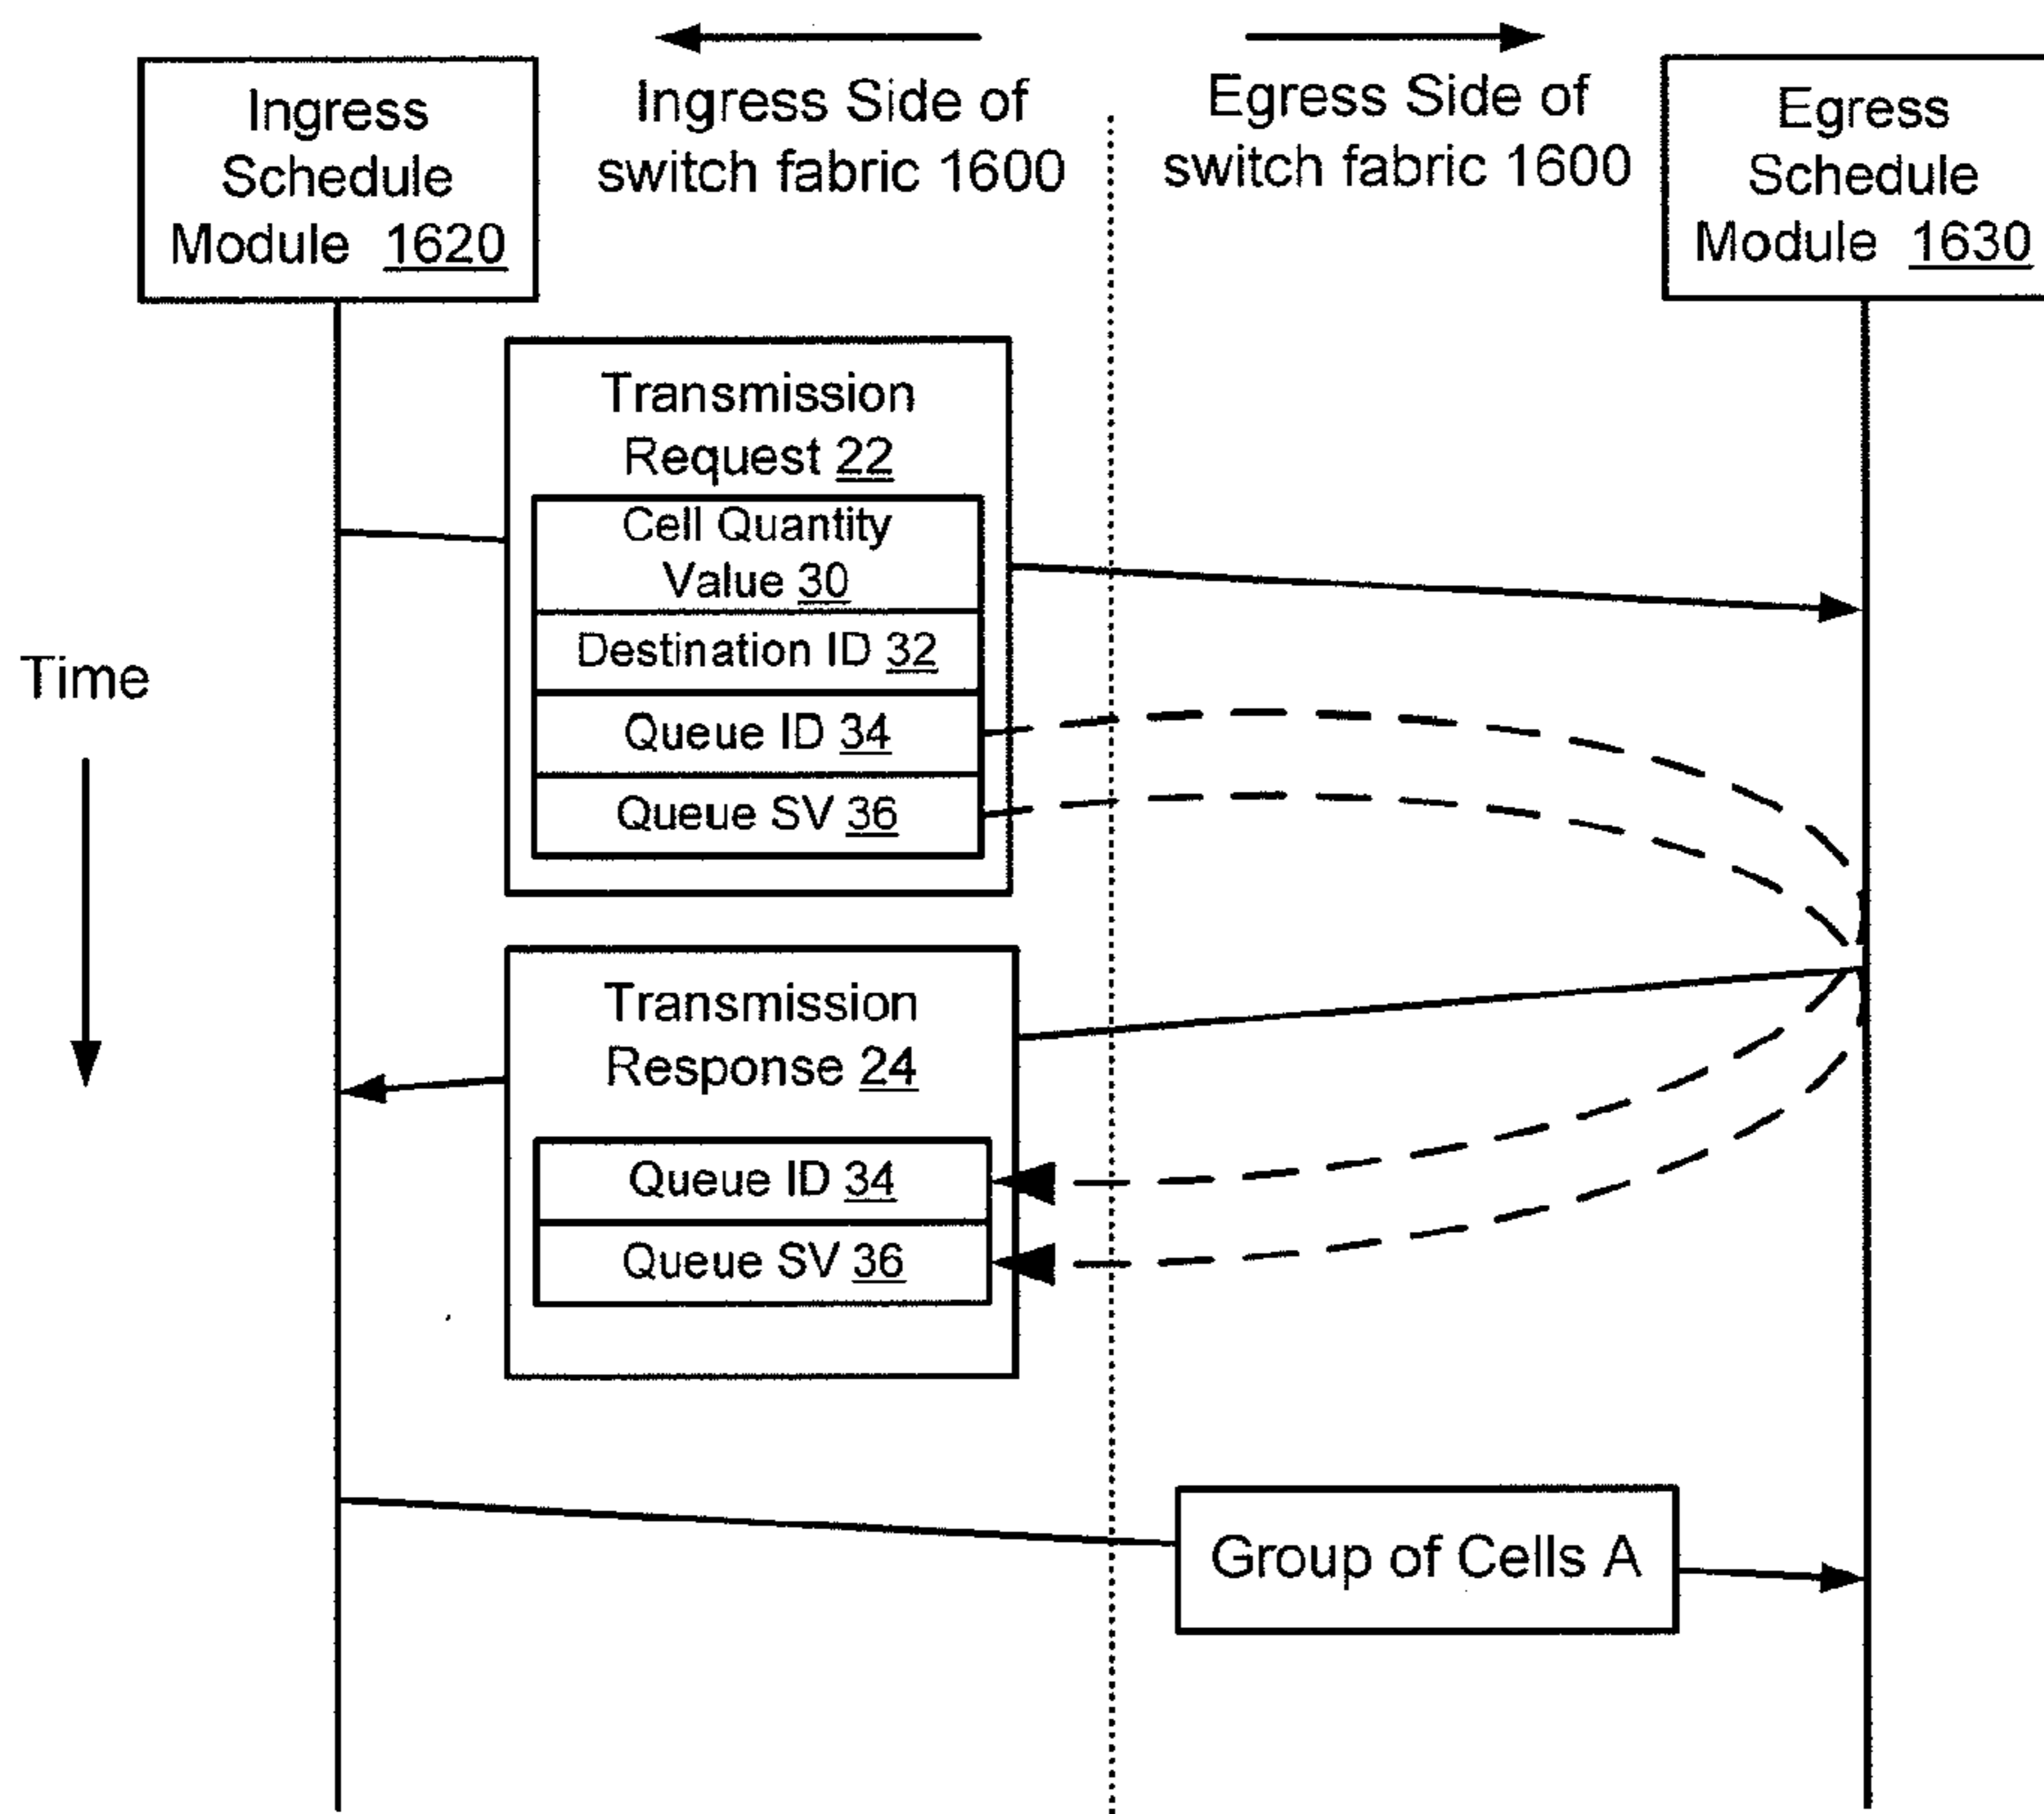 Ingress
Schedule
Module 1620
Ingress Side of
switch fabric 1600
Egress Side of
switch fabric 1600
Egress
Schedule
Module 1630
Transmission
Request 22
Cell Quantity
Value 30
Destination ID 32
Queue ID 34
Queue SV 36
Time
Transmission
Response 24
Queue ID 34
Queue SV 36
Group of Cells A